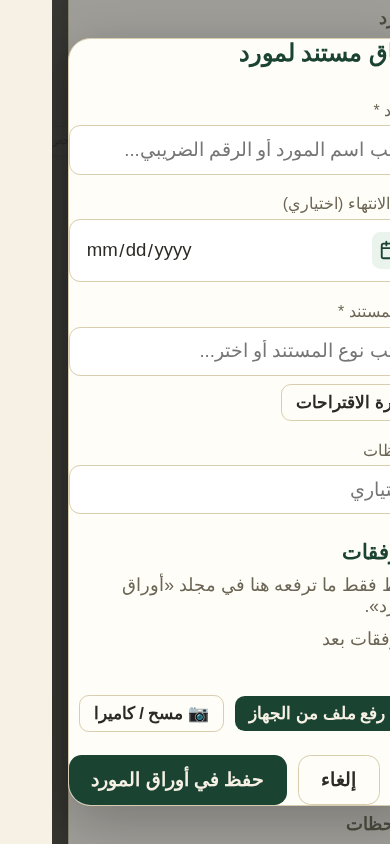 رد
اق مستند لمورد
د *
ب اسم المورد أو الرقم الضريبي...
الانتهاء (اختياري)
mm/dd/yyyy
مستند *
ب نوع المستند أو اختر...
رة الاقتراحات
ظات
تياري
فقات
ظ فقط ما ترفعه هنا في مجلد «أوراق
رد».
فقات بعد
رفع ملف من الجهاز
مسح / كاميرا
إلغاء
حفظ في أوراق المورد
حظات